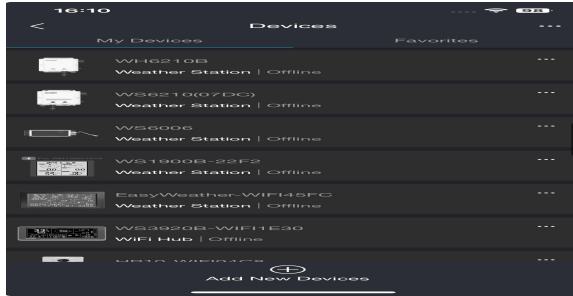 16:10
98
Devices
My Devices
Favorites
WH6210B
Weather Station | Offline
WS6210(07DC)
Weather Station | Offline
WS6006
Weather Station | Offline
WS1900B-22F2
Weather Station | Offline
EasyWeather-WIFI45FC
Weather Station | Offline
WS3920B-WIFI1E30
WiFi Hub | Offline
Add New Devices